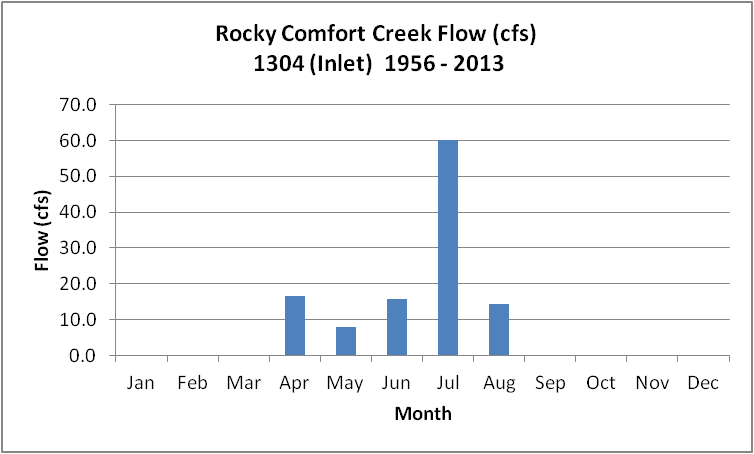 Rocky Comfort Creek Flow (cfs)
1304 (Inlet)  1956 - 2013
70.0
60.0
50.0
40.0
30.0
20.0
10.0
0.0
Flow (cfs)
Jan Feb Mar Apr May Jun Jul Aug Sep Oct Nov Dec
Month